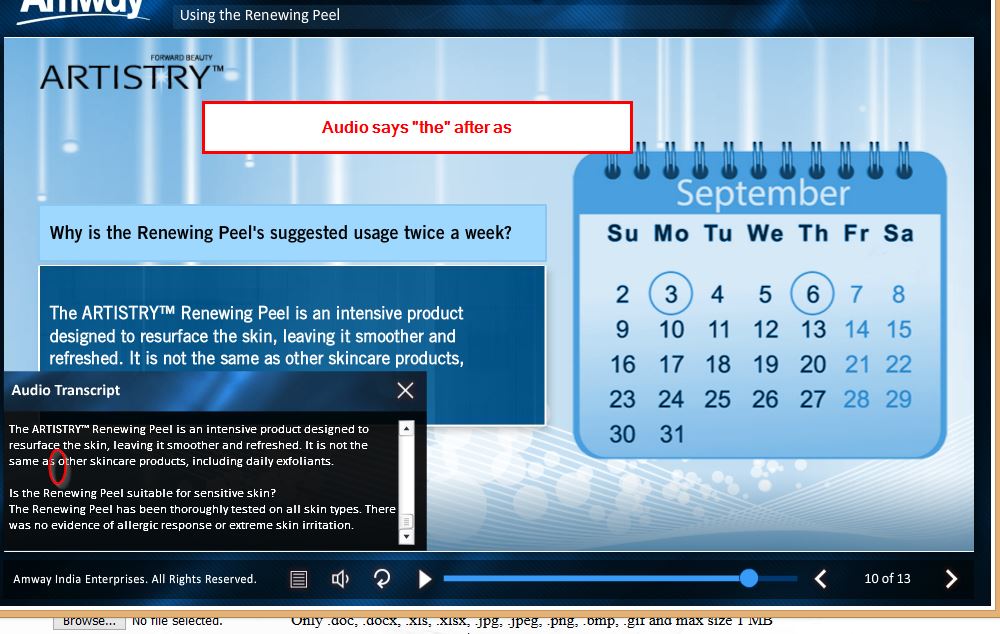 Amway
Using the Renewing Peel
FORWARD BEAUTY
ARTISTRY™
Audio says "the" after as
September
Su Mo Tu We Th Fr Sa
2 3 4 5 6 7 8
9 10 11 12 13 14 15
16 17 18 19 20 21 22
23 24 25 26 27 28 29
30 31
Why is the Renewing Peel's suggested usage twice a week?
The ARTISTRY™ Renewing Peel is an intensive product
designed to resurface the skin, leaving it smoother and
refreshed. It is not the same as other skincare products,
Audio Transcript
The ARTISTRY™ Renewing Peel is an intensive product designed to
resurface the skin, leaving it smoother and refreshed. It is not the
same as other skincare products, including daily exfoliants.
Is the Renewing Peel suitable for sensitive skin?
The Renewing Peel has been thoroughly tested on all skin types. There
was no evidence of allergic response or extreme skin irritation.
Amway India Enterprises. All Rights Reserved.
10 of 13
Browse... No file selected. Only .doc, .docx, .xls, .xlsx, .jpg, .jpeg, .png, .bmp, .gif and max size 1 MB